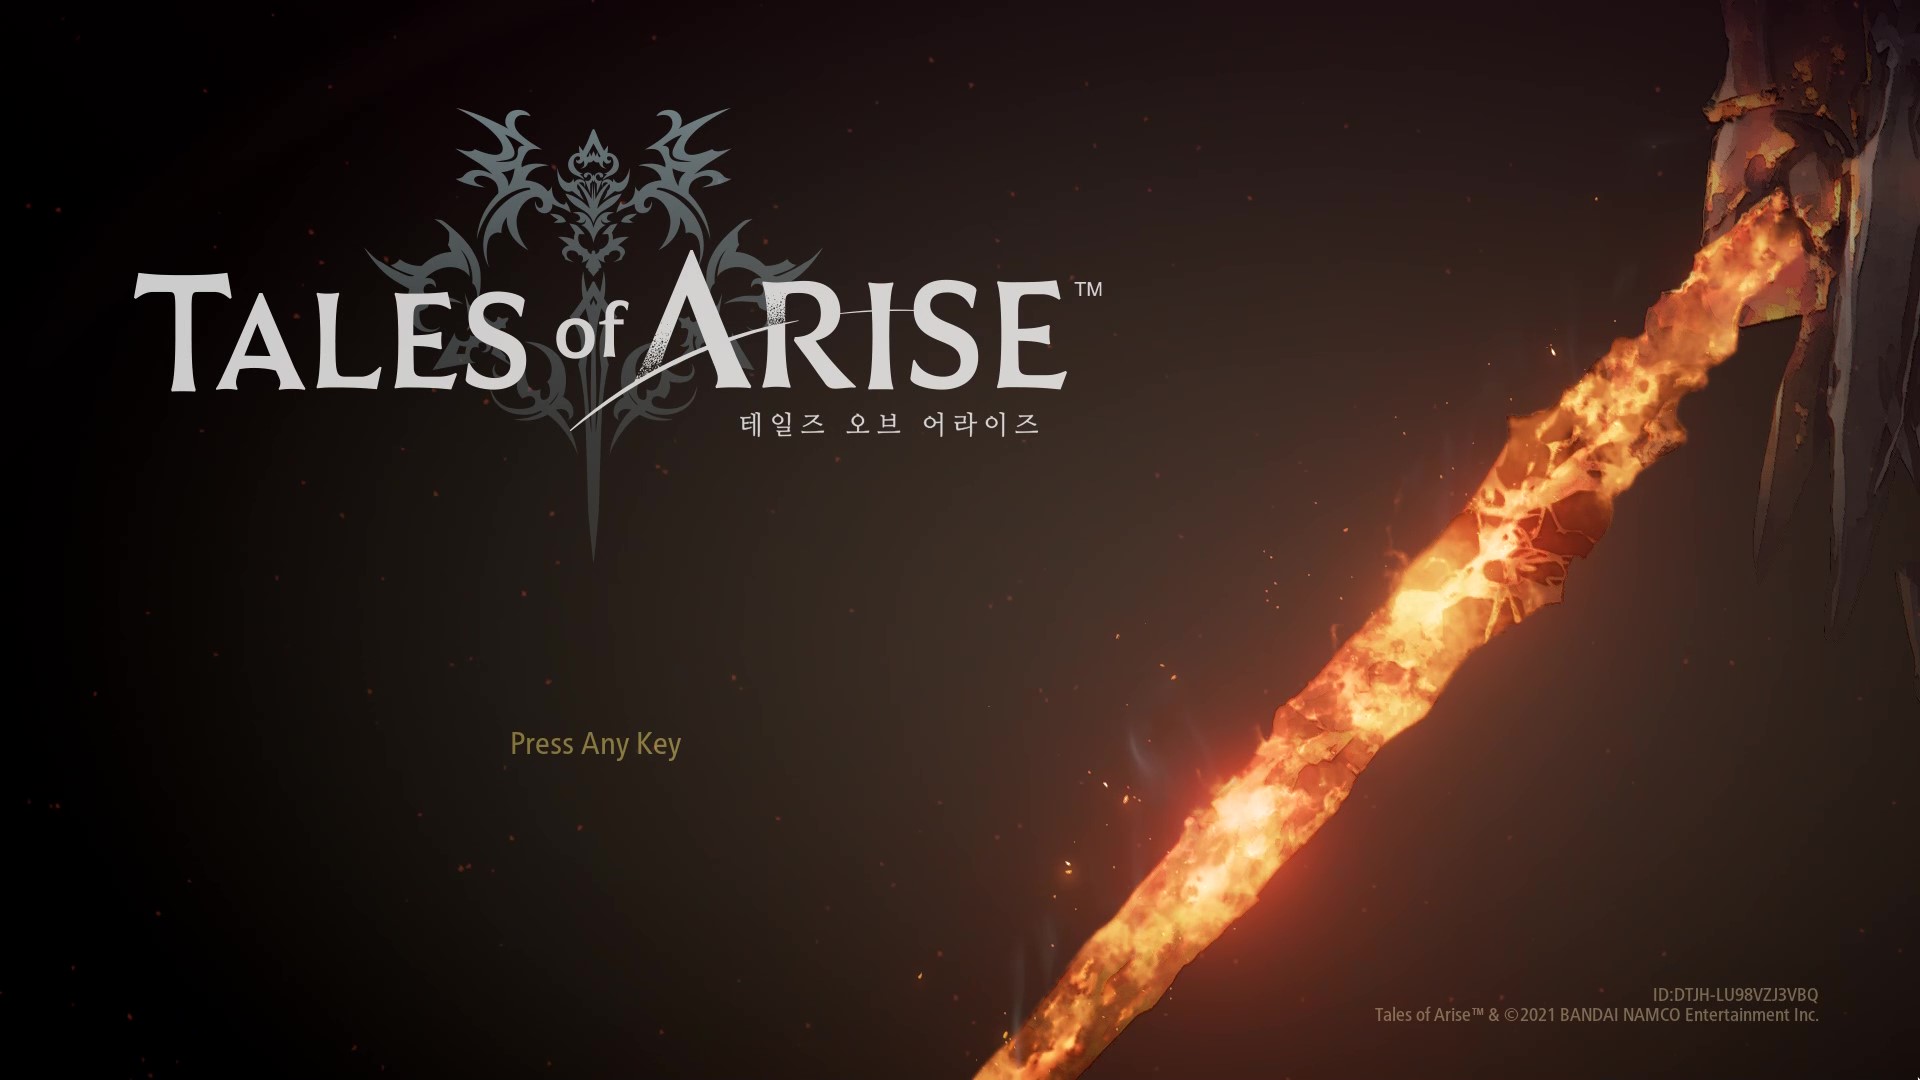 TALES of ARISE™
테일즈 오브 어라이즈
Press Any Key
ID:DTJH-LU98VZJ3VBQ
Tales of Arise™ & ©2021 BANDAI NAMCO Entertainment Inc.